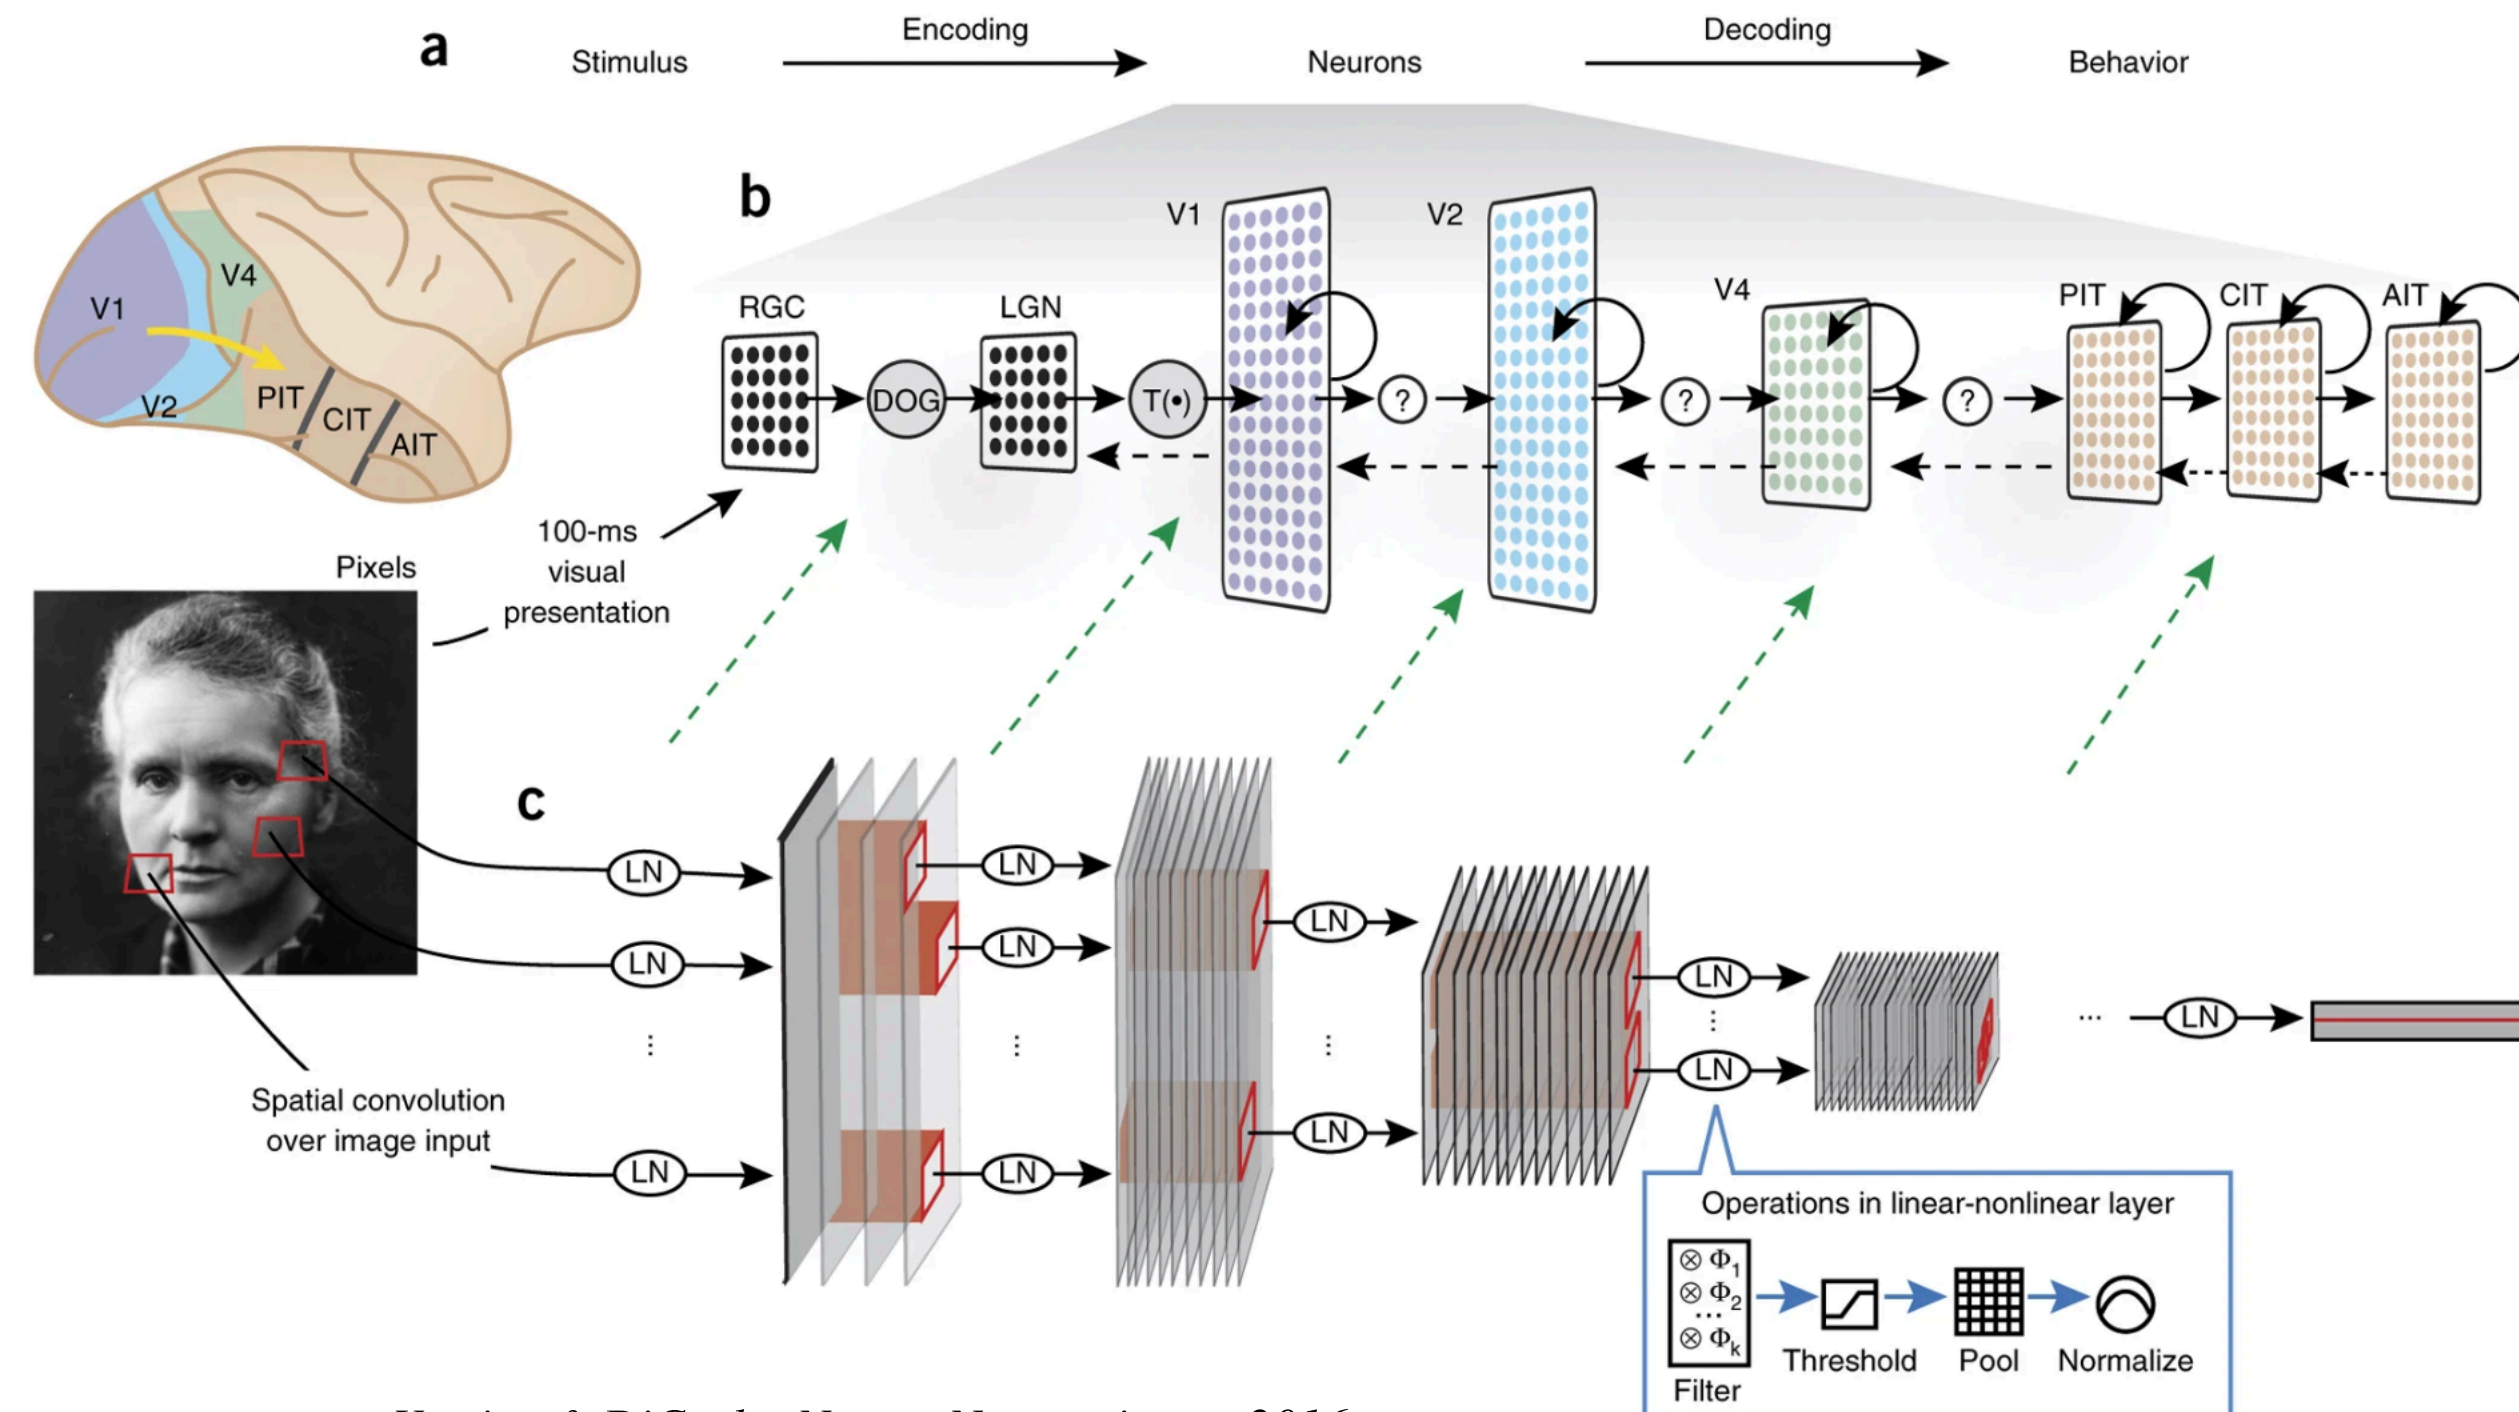 a
Stimulus
Encoding
Neurons
Decoding
Behavior
V1
V2
V4
PIT
CIT
AIT
b
RGC
DOG
LGN
T(•)
V1
?
V2
?
V4
?
PIT
CIT
AIT
100-ms
visual
presentation
Pixels
c
LN
LN
⋮
LN
Spatial convolution
over image input
LN
LN
⋮
LN
LN
⋮
LN
LN
⋮
LN
...
LN
Operations in linear-nonlinear layer
⊗ Φ1
⊗ Φ2
...
⊗ Φk
Filter
Threshold
Pool
Normalize